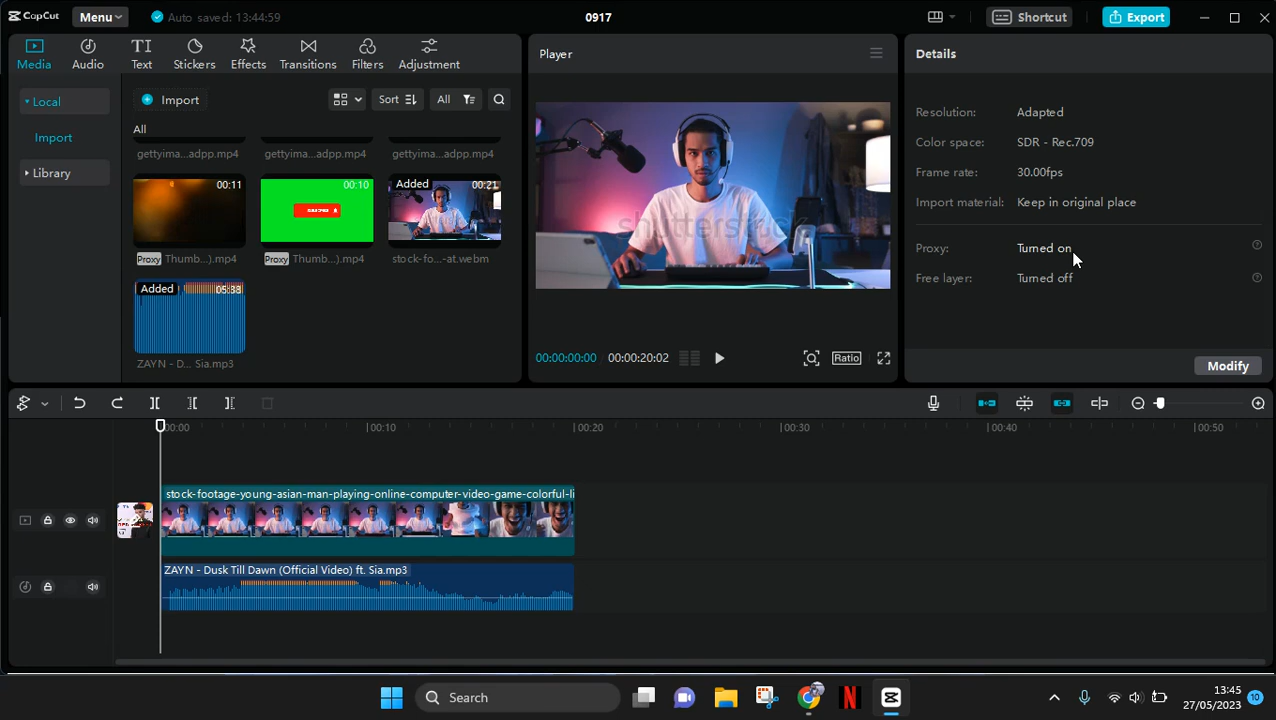 CapCut
Menu
Auto saved: 13:44:59
0917
Shortcut
Export
Media
Audio
Text
Stickers
Effects
Transitions
Filters
Adjustment
Local
Import
Library
Import
Sort
All
All
gettyima...adpp.mp4
gettyima...adpp.mp4
gettyima...adpp.mp4
00:11
00:10
Added
00:21
Proxy
Thumb...).mp4
Proxy
Thumb...).mp4
stock-fo...-at.webm
Added
05:38
ZAYN - D... Sia.mp3
Player
shutterstock
00:00:00:00
00:00:20:02
Ratio
Details
Resolution:
Adapted
Color space:
SDR - Rec.709
Frame rate:
30.00fps
Import material:
Keep in original place
Proxy:
Turned on
Free layer:
Turned off
Modify
00:00
00:10
00:20
00:30
00:40
00:50
stock-footage-young-asian-man-playing-online-computer-video-game-colorful-li
ZAYN - Dusk Till Dawn (Official Video) ft. Sia.mp3
Search
13:45
27/05/2023
10